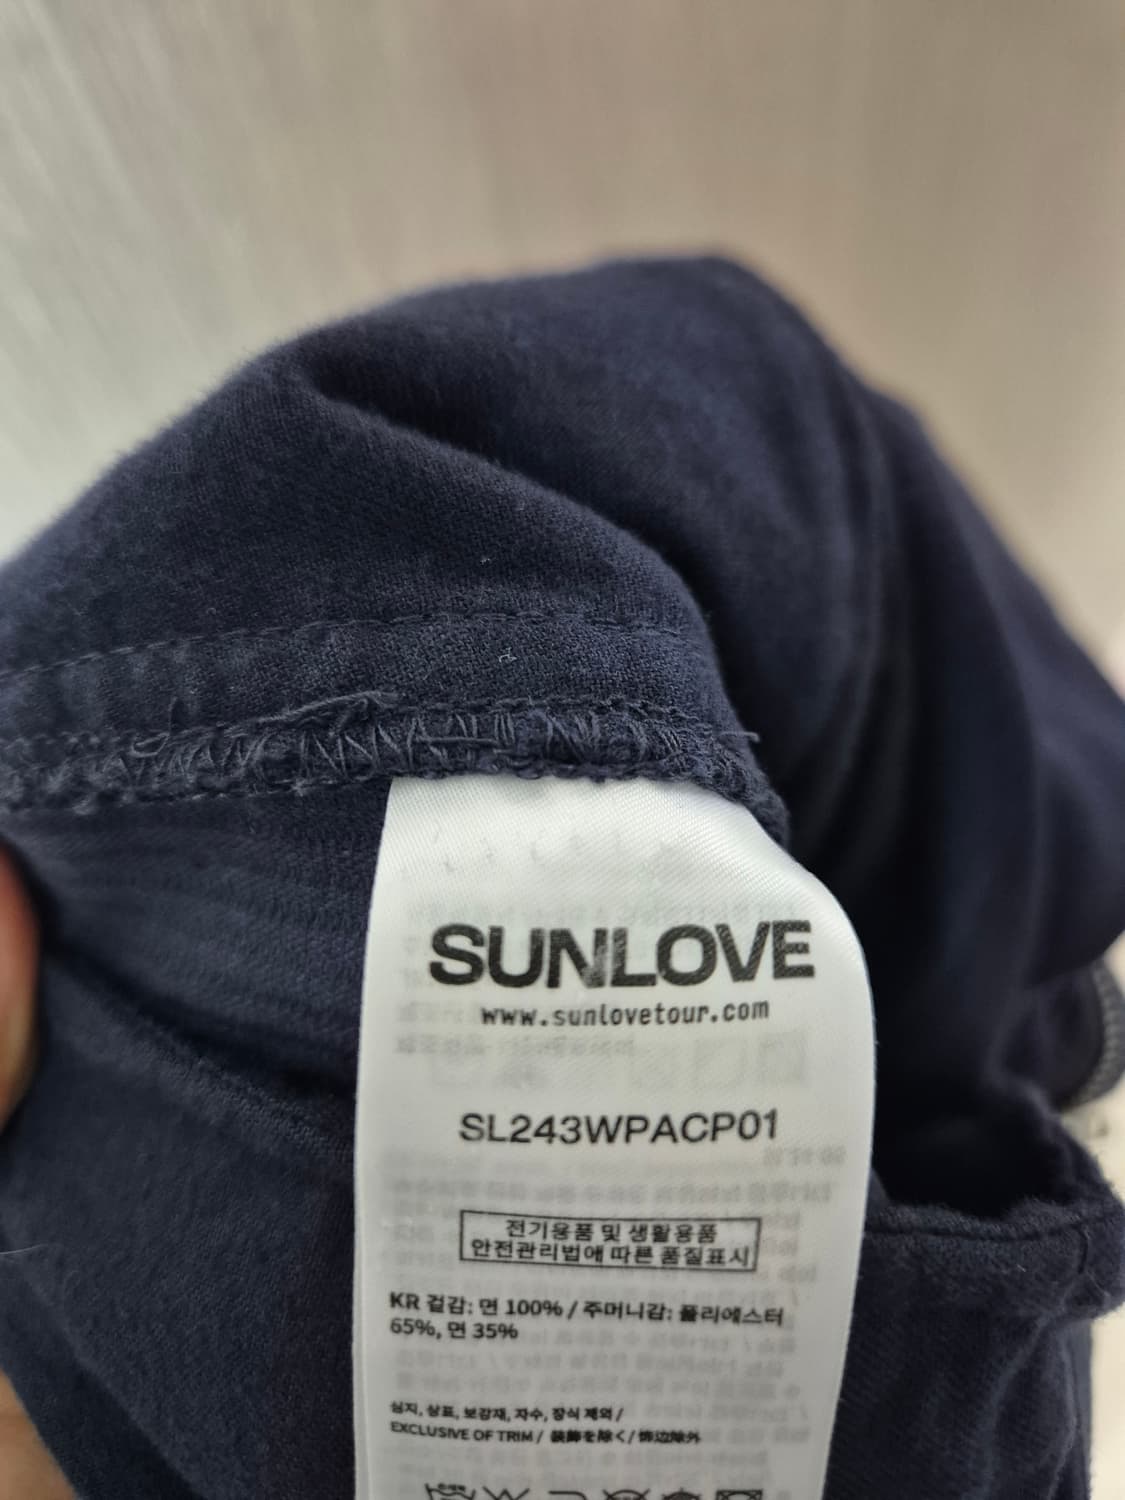 SUNLOVE
www.sunlovetour.com
SL243WPACP01
전기용품 및 생활용품
안전관리법에 따른 품질표시
KR 겉감: 면 100% / 주머니감: 폴리에스터
65%, 면 35%
심지, 상표, 보강재, 자수, 장식 제외 /
EXCLUSIVE OF TRIM / 装飾を除く/ 饰边除外